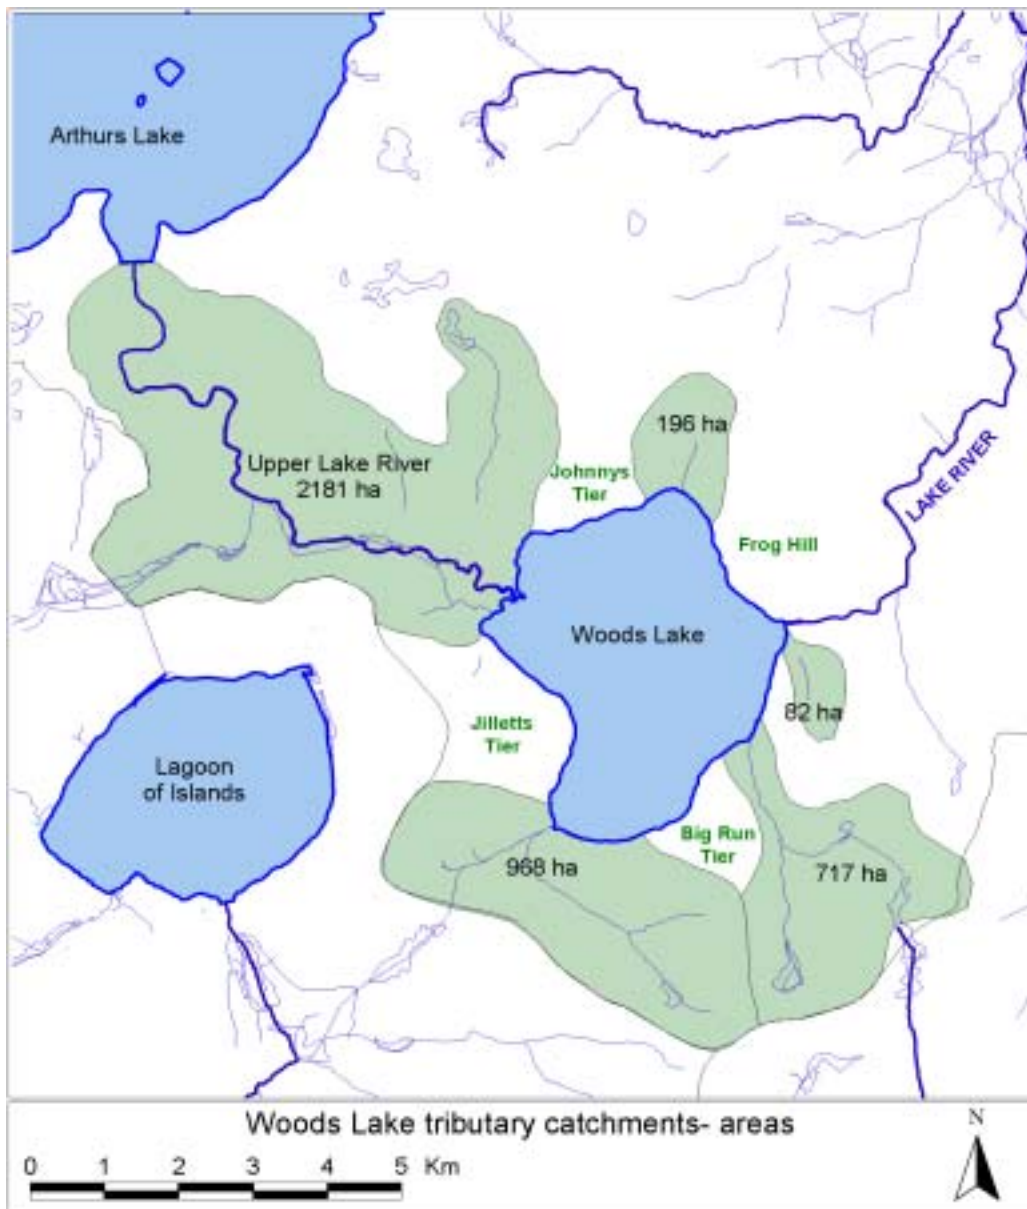 Arthurs Lake
196 ha
Upper Lake River
2181 ha
Johnnys
Tier
LAKE RIVER
Frog Hill
Woods Lake
82 ha
Jilletts
Tier
Lagoon
of Islands
Big Run
Tier
968 ha
717 ha
Woods Lake tributary catchments- areas
0 1 2 3 4 5 Km
N